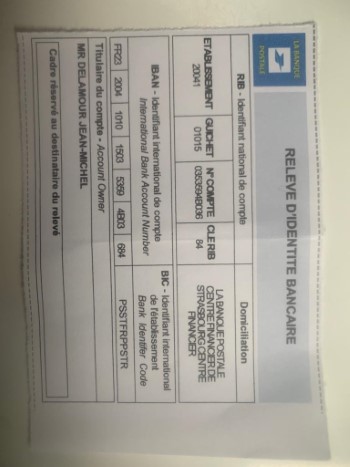 LA BANQUE
POSTALE
RELEVE D'IDENTITE BANCAIRE
RIB - Identifiant national de compte
Domiciliation
ETABLISSEMENT GUICHET N°COMPTE CLE RIB
20041 01015 84
LA BANQUE POSTALE
CENTRE FINANCIER DE
STRASBOURG CENTRE
FINANCIER
IBAN - Identifiant international de compte
International Bank Account Number
BIC - Identifiant international
de l'établissement
Bank Identifier Code
FR23 2004 1010 1503 5359 4B03 684
PSSTFRPPSTR
Titulaire du compte - Account Owner
MR DELAMOUR JEAN-MICHEL
Cadre réservé au destinataire du relevé